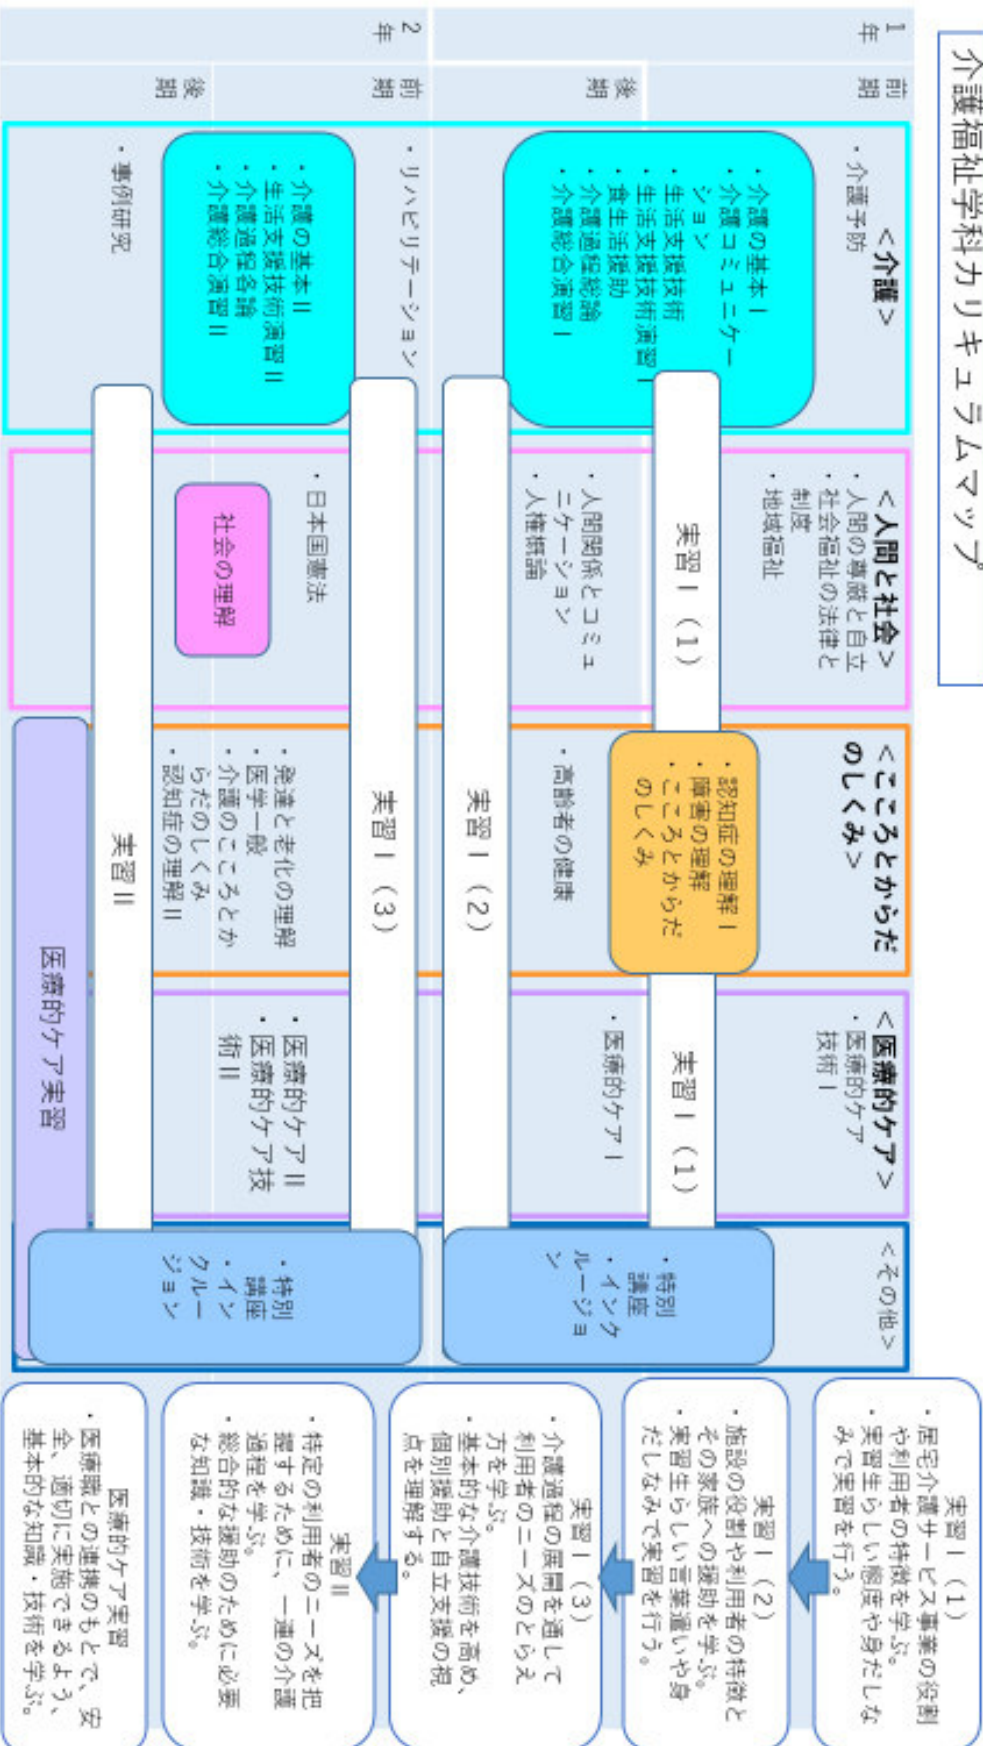 介護福祉学科カリキュラムマップ
1年
前期
後期
2年
前期
後期
<介護>
・介護予防
・介護の基本Ⅰ
・介護コミュニケー
ション
・生活支援技術
・生活支援技術演習Ⅰ
・食生活援助
・介護過程総論
・介護総合演習Ⅰ
・リハビリテーション
・介護の基本Ⅱ
・生活支援技術演習Ⅱ
・介護過程各論
・介護総合演習Ⅱ
・事例研究
<人間と社会>
・人間の尊厳と自立
・社会福祉の法律と
制度
・地域福祉
実習Ⅰ(1)
・人間関係とコミュ
ニケーション
・人権概論
・日本国憲法
社会の理解
<こころとからだ
のしくみ>
・認知症の理解Ⅰ
・障害の理解
・こころとからだ
のしくみ
・高齢者の健康
実習Ⅰ(2)
実習Ⅰ(3)
・発達と老化の理解
・医学一般
・介護のこころとか
らだのしくみ
・認知症の理解Ⅱ
実習Ⅱ
医療的ケア実習
<医療的ケア>
・医療的ケア
技術Ⅰ
実習Ⅰ(1)
・医療的ケアⅠ
・医療的ケアⅡ
・医療的ケア技
術Ⅱ
<その他>
・特別
講座
・インク
ルージョ
ン
・特別
講座
・イン
クルー
ジョン
実習Ⅰ(1)
・居宅介護サービス事業の役割
や利用者の特徴を学ぶ。
・実習生らしい態度や身だしな
みで実習を行う。
実習Ⅰ(2)
・施設の役割や利用者の特徴と
その家族への援助を学ぶ。
・実習生らしい言葉遣いや身
だしなみで実習を行う。
実習Ⅰ(3)
・介護過程の展開を通して
利用者のニーズのとらえ
方を学ぶ。
・基本的な介護技術を高め、
個別援助と自立支援の視
点を理解する。
実習Ⅱ
・特定の利用者のニーズを把
握するために、一連の介護
過程を学ぶ。
・総合的な援助のために必要
な知識・技術を学ぶ。
医療的ケア実習
・医療職との連携のもとで、安
全、適切に実施できるよう、
基本的な知識・技術を学ぶ。